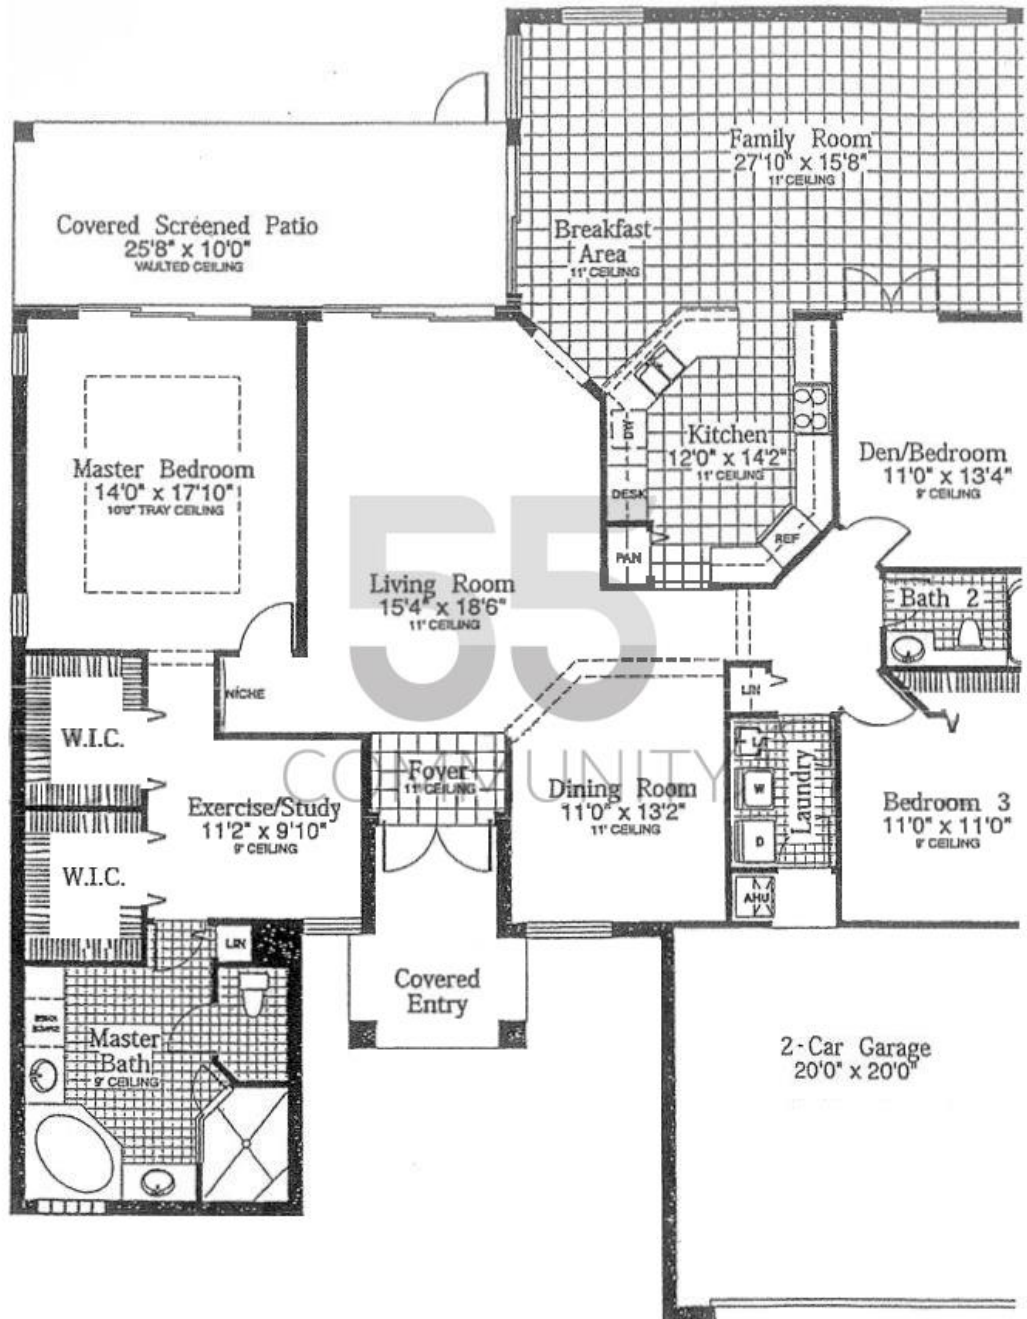 Family Room
27'10" x 15'8"
11' CEILING
Covered Screened Patio
25'8" x 10'0"
VAULTED CEILING
Breakfast
Area
11' CEILING
Master Bedroom
14'0" x 17'10"
10'0" TRAY CEILING
Kitchen
12'0" x 14'2"
11' CEILING
DW
DESK
PAN
REF
Den/Bedroom
11'0" x 13'4"
9' CEILING
Living Room
15'4" x 18'6"
11' CEILING
55
COMMUNITY
Bath 2
NICHE
LIN
W.I.C.
Foyer
11' CEILING
Dining Room
11'0" x 13'2"
11' CEILING
L
W
D
Laundry
AHU
Bedroom 3
11'0" x 11'0"
9' CEILING
Exercise/Study
11'2" x 9'10"
9' CEILING
W.I.C.
LIN
Covered
Entry
Master
Bath
9' CEILING
2-Car Garage
20'0" x 20'0"